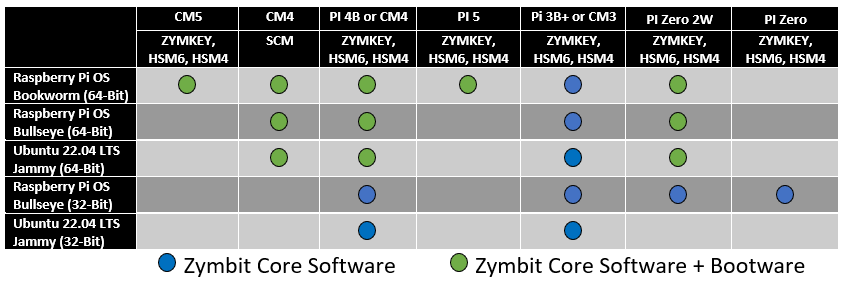 CM5 CM4 PI 4B or CM4 PI 5 Pi 3B+ or CM3 PI Zero 2W PI Zero
ZYMKEY, SCM ZYMKEY, ZYMKEY, ZYMKEY, ZYMKEY, ZYMKEY,
HSM6, HSM4 HSM6, HSM4 HSM6, HSM4 HSM6, HSM4 HSM6, HSM4 HSM6, HSM4
Raspberry Pi OS
Bookworm (64-Bit)
Raspberry Pi OS
Bullseye (64-Bit)
Ubuntu 22.04 LTS
Jammy (64-Bit)
Raspberry Pi OS
Bullseye (32-Bit)
Ubuntu 22.04 LTS
Jammy (32-Bit)
Zymbit Core Software Zymbit Core Software + Bootware